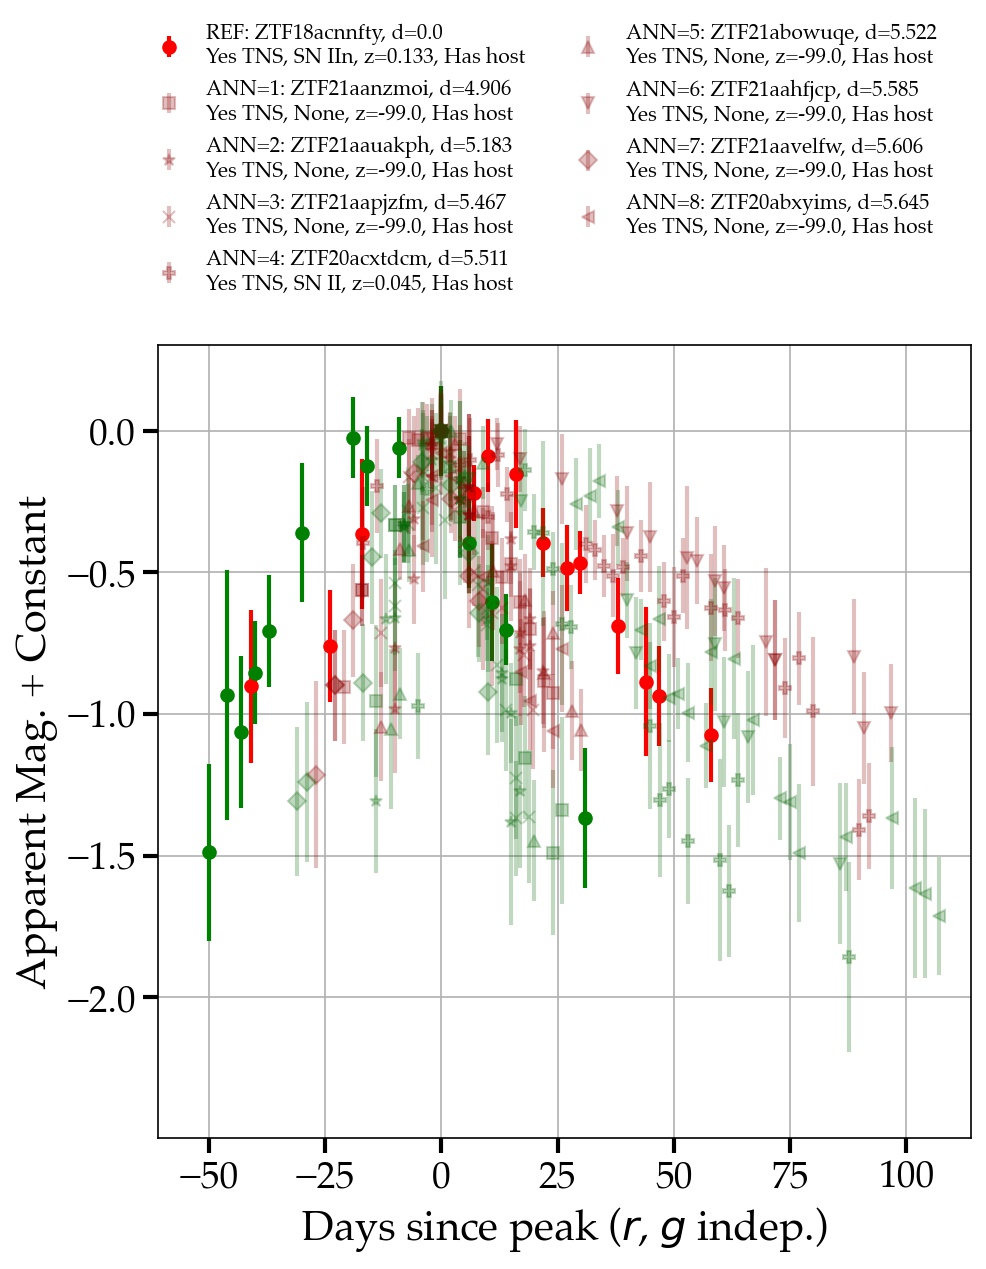 REF: ZTF18acnnfty, d=0.0
Yes TNS, SN IIn, z=0.133, Has host
ANN=1: ZTF21aanzmoi, d=4.906
Yes TNS, None, z=-99.0, Has host
ANN=2: ZTF21aauakph, d=5.183
Yes TNS, None, z=-99.0, Has host
ANN=3: ZTF21aapjzfm, d=5.467
Yes TNS, None, z=-99.0, Has host
ANN=4: ZTF20acxtdcm, d=5.511
Yes TNS, SN II, z=0.045, Has host
ANN=5: ZTF21abowuqe, d=5.522
Yes TNS, None, z=-99.0, Has host
ANN=6: ZTF21aahfjcp, d=5.585
Yes TNS, None, z=-99.0, Has host
ANN=7: ZTF21aavelfw, d=5.606
Yes TNS, None, z=-99.0, Has host
ANN=8: ZTF20abxyims, d=5.645
Yes TNS, None, z=-99.0, Has host
Apparent Mag. + Constant
0.0
−0.5
−1.0
−1.5
−2.0
−50 −25 0 25 50 75 100
Days since peak (r, g indep.)